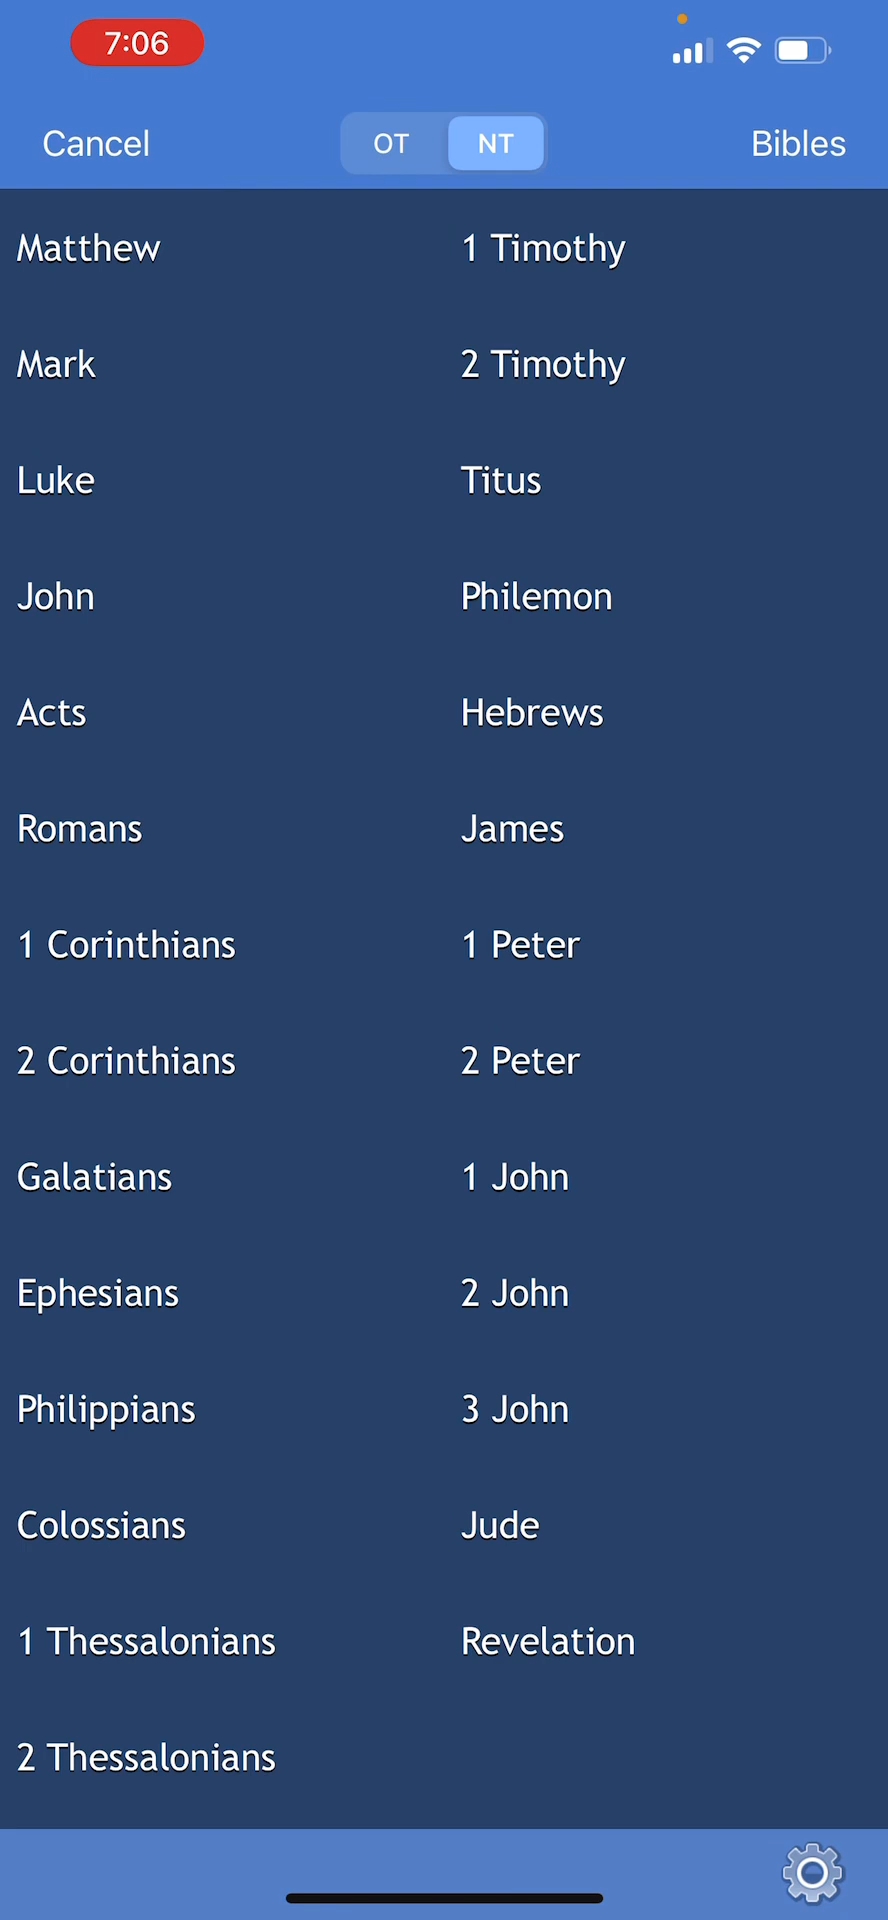 7:06
Cancel OT NT Bibles
Matthew
Mark
Luke
John
Acts
Romans
1 Corinthians
2 Corinthians
Galatians
Ephesians
Philippians
Colossians
1 Thessalonians
2 Thessalonians
1 Timothy
2 Timothy
Titus
Philemon
Hebrews
James
1 Peter
2 Peter
1 John
2 John
3 John
Jude
Revelation